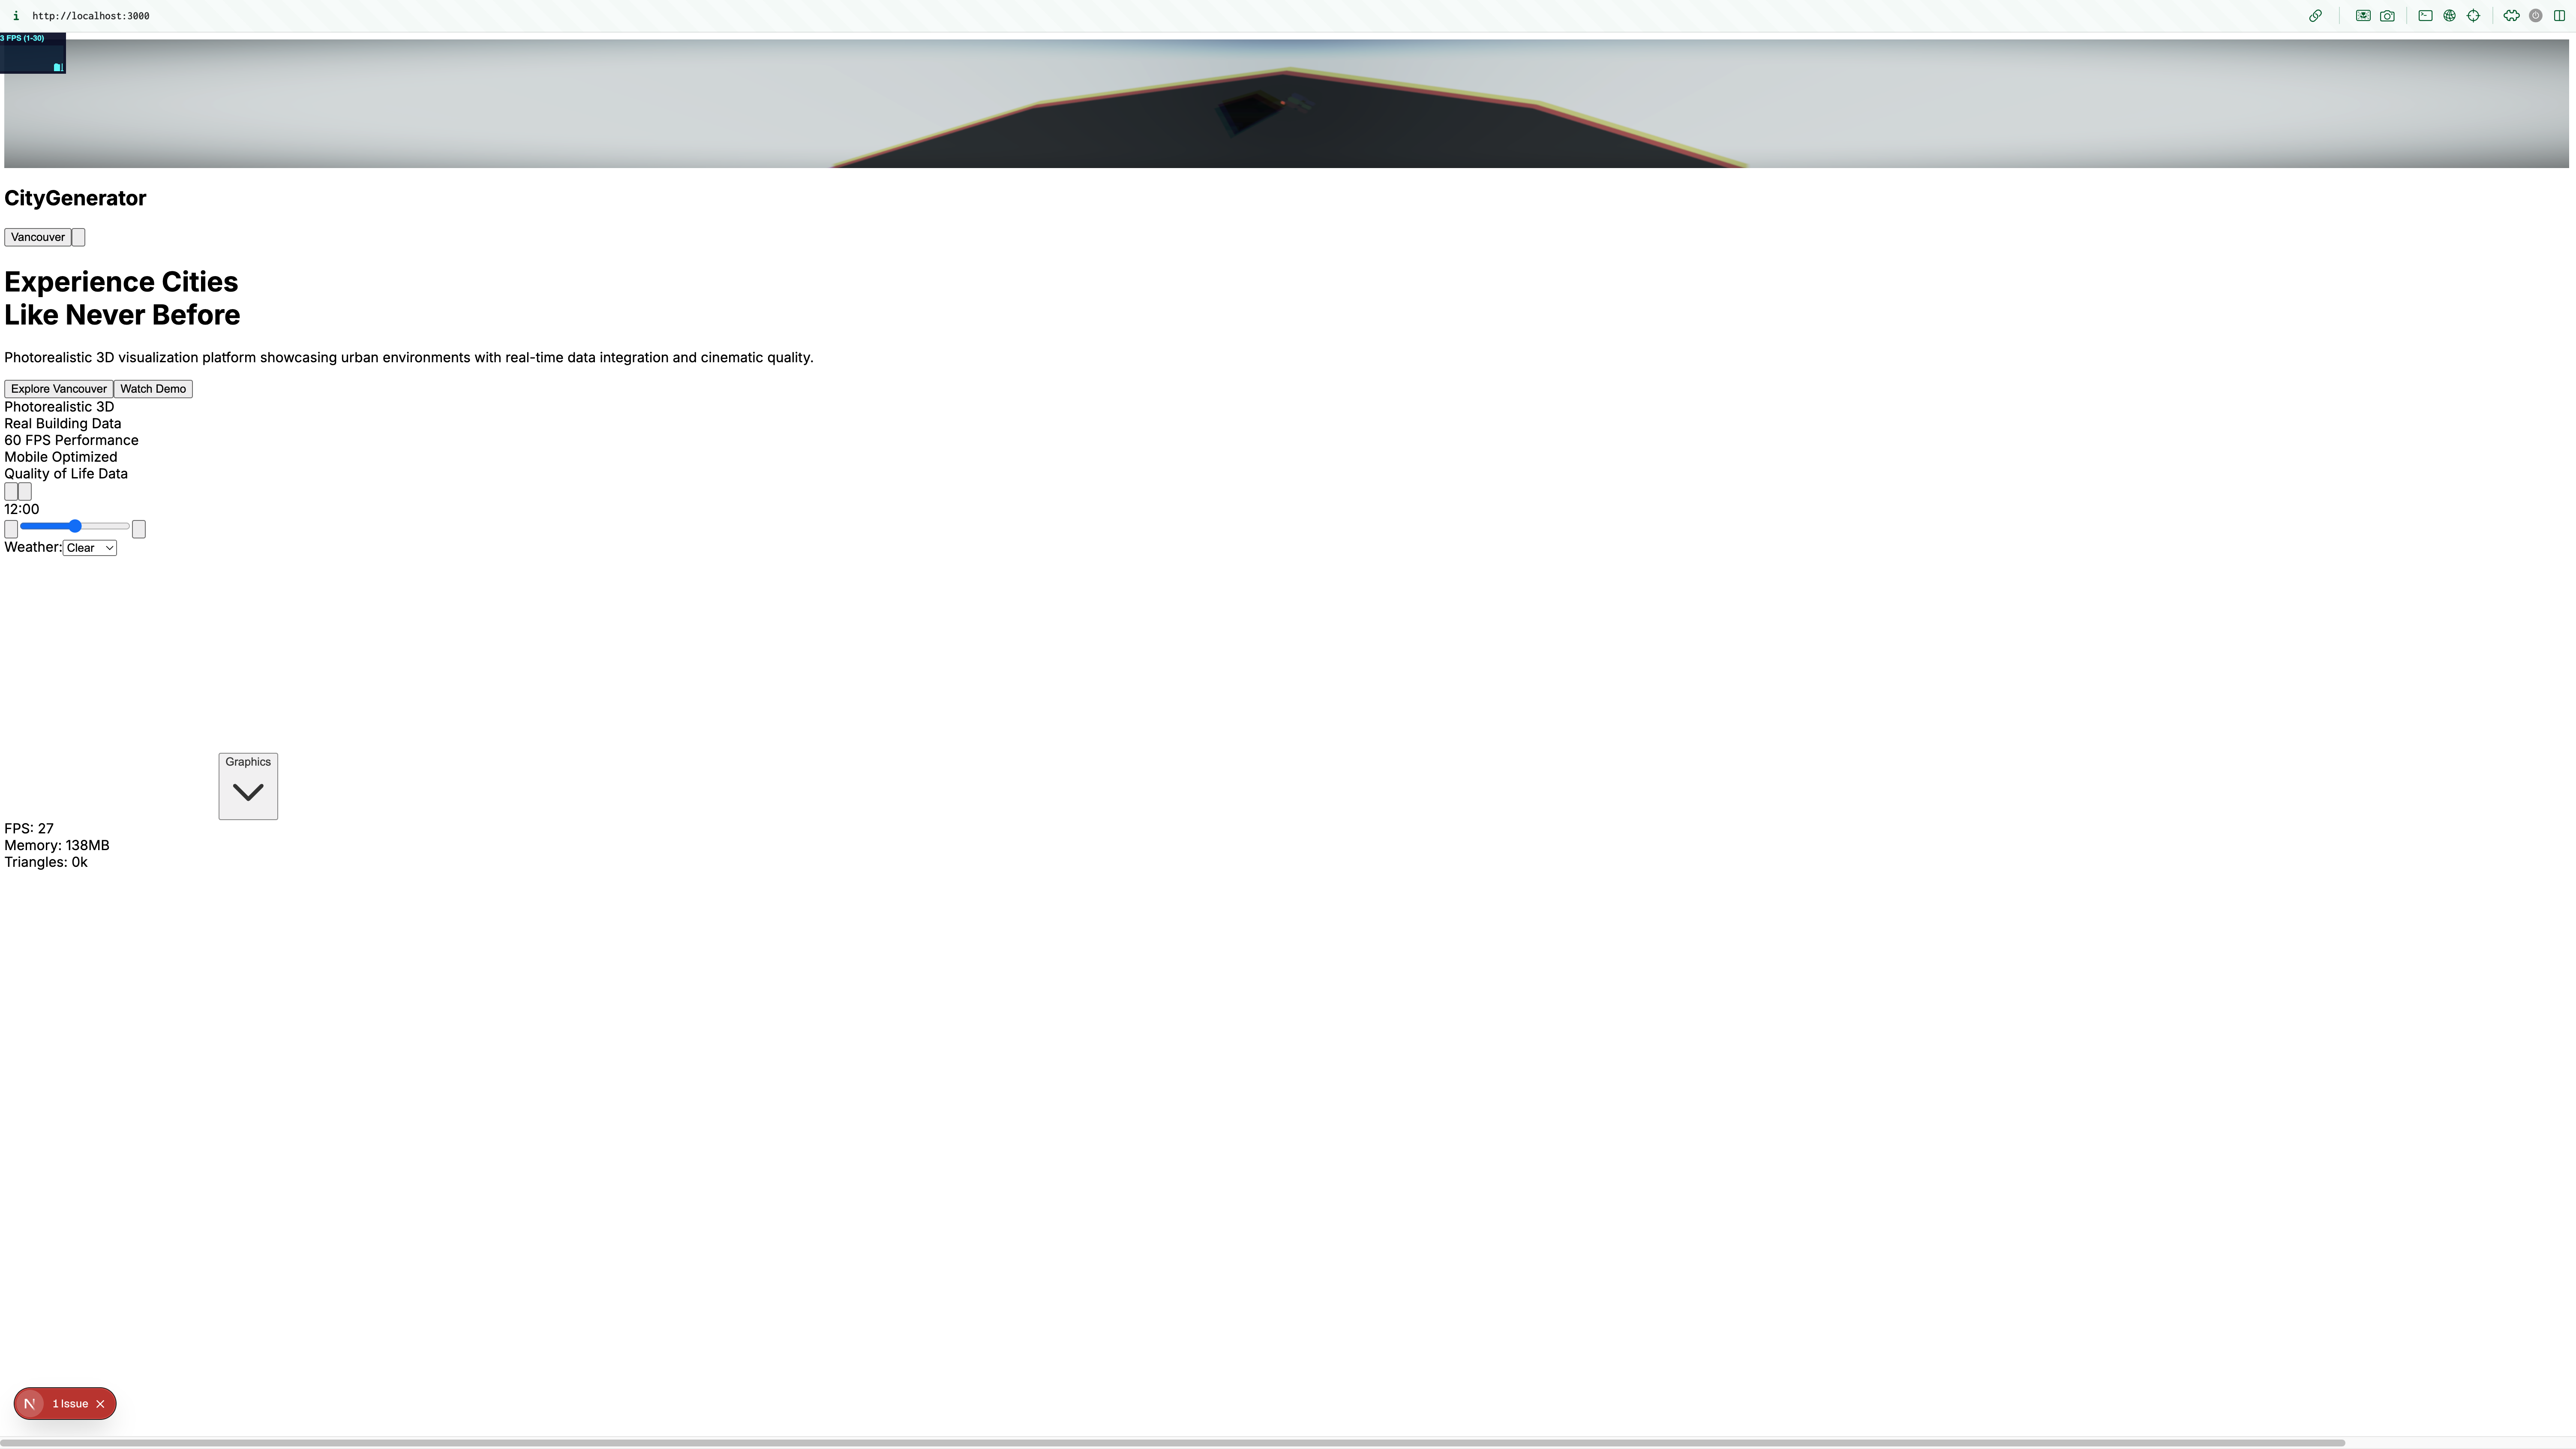 i http://localhost:3000
3 FPS (1-30)
CityGenerator
Vancouver
Experience Cities
Like Never Before
Photorealistic 3D visualization platform showcasing urban environments with real-time data integration and cinematic quality.
Explore Vancouver Watch Demo
Photorealistic 3D
Real Building Data
60 FPS Performance
Mobile Optimized
Quality of Life Data
12:00
Weather: Clear
Graphics
FPS: 27
Memory: 138MB
Triangles: 0k
N 1 Issue